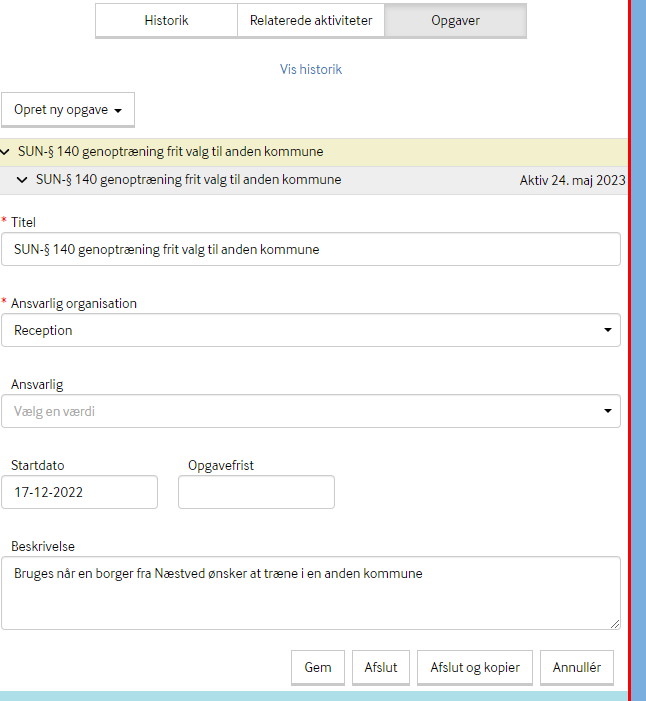 Historik
Relaterede aktiviteter
Opgaver
Vis historik
Opret ny opgave
SUN-§ 140 genoptræning frit valg til anden kommune
SUN-§ 140 genoptræning frit valg til anden kommune Aktiv 24. maj 2023
* Titel
SUN-§ 140 genoptræning frit valg til anden kommune
* Ansvarlig organisation
Reception
Ansvarlig
Vælg en værdi
Startdato Opgavefrist
17-12-2022
Beskrivelse
Bruges når en borger fra Næstved ønsker at træne i en anden kommune
Gem Afslut Afslut og kopier Annullér